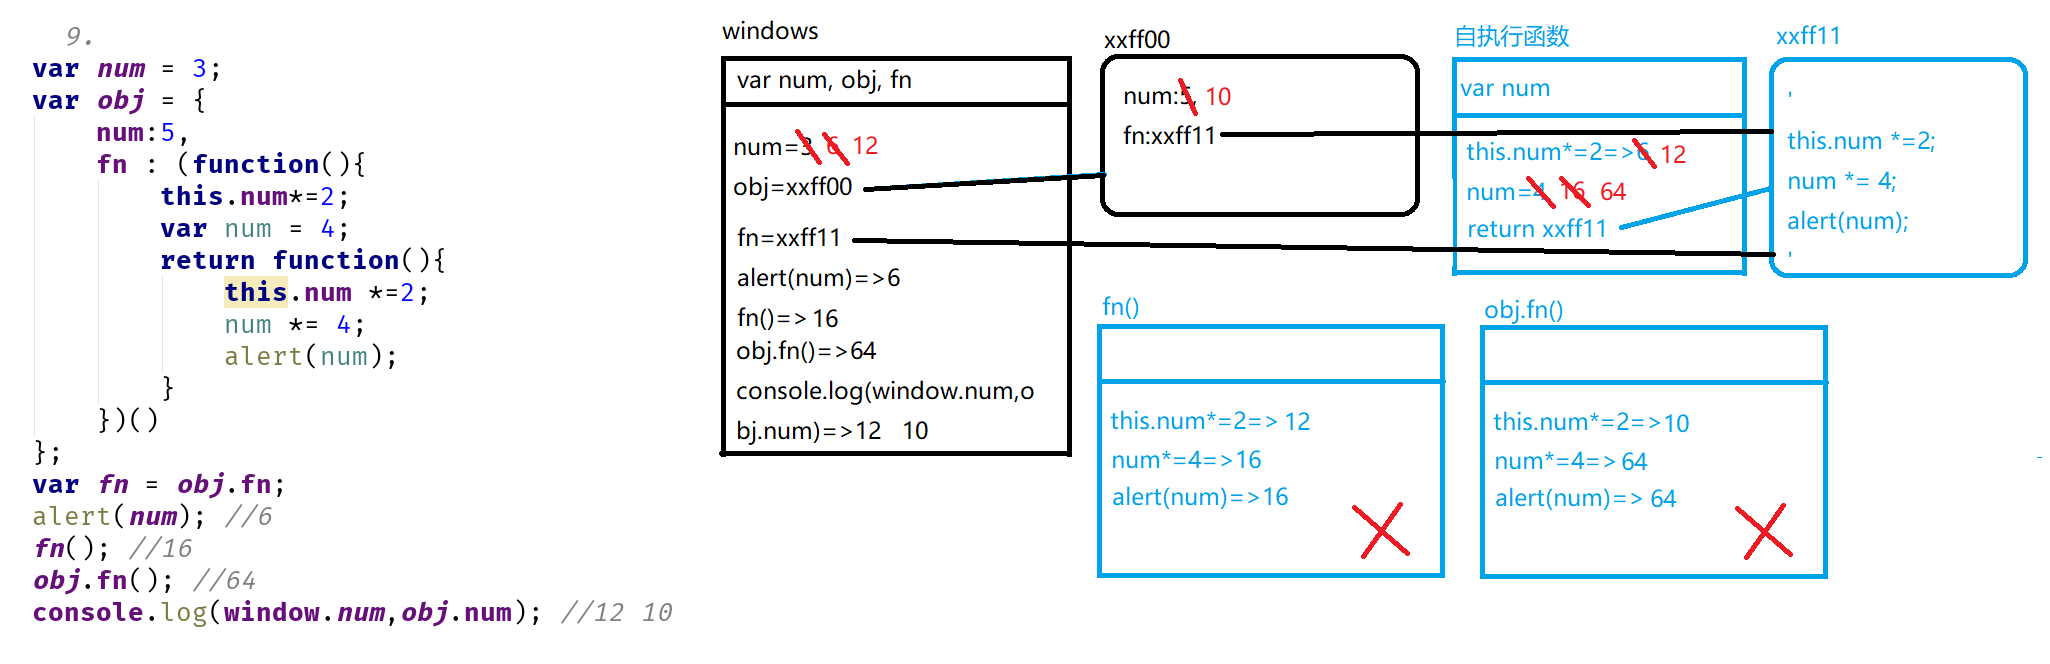 9.
var num = 3;
var obj = {
num:5,
fn : (function(){
this.num*=2;
var num = 4;
return function(){
this.num *=2;
num *= 4;
alert(num);
}
})()
};
var fn = obj.fn;
alert(num); //6
fn(); //16
obj.fn(); //64
console.log(window.num,obj.num); //12 10
windows
var num, obj, fn
num=3 6 12
obj=xxff00
fn=xxff11
alert(num)=>6
fn()=>16
obj.fn()=>64
console.log(window.num,o
bj.num)=>12 10
xxff00
num:5, 10
fn:xxff11
自执行函数
var num
this.num*=2=>6 12
num=4 16 64
return xxff11
xxff11
'
this.num *=2;
num *= 4;
alert(num);
'
fn()
this.num*=2=> 12
num*=4=>16
alert(num)=>16
obj.fn()
this.num*=2=>10
num*=4=> 64
alert(num)=> 64